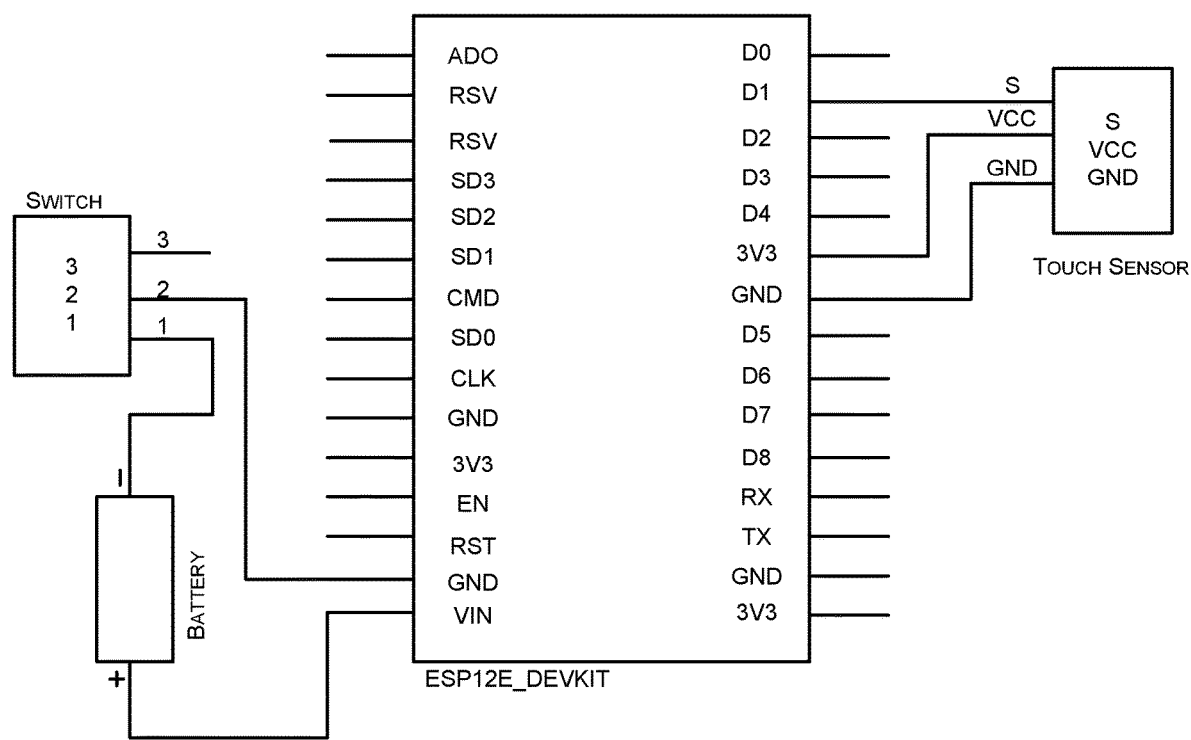 ADO
RSV
RSV
SD3
SD2
SD1
CMD
SD0
CLK
GND
3V3
EN
RST
GND
VIN
D0
D1
D2
D3
D4
3V3
GND
D5
D6
D7
D8
RX
TX
GND
3V3
ESP12E_DEVKIT
SWITCH
3
2
1
3
2
1
–
BATTERY
+
S
VCC
GND
S
VCC
GND
TOUCH SENSOR